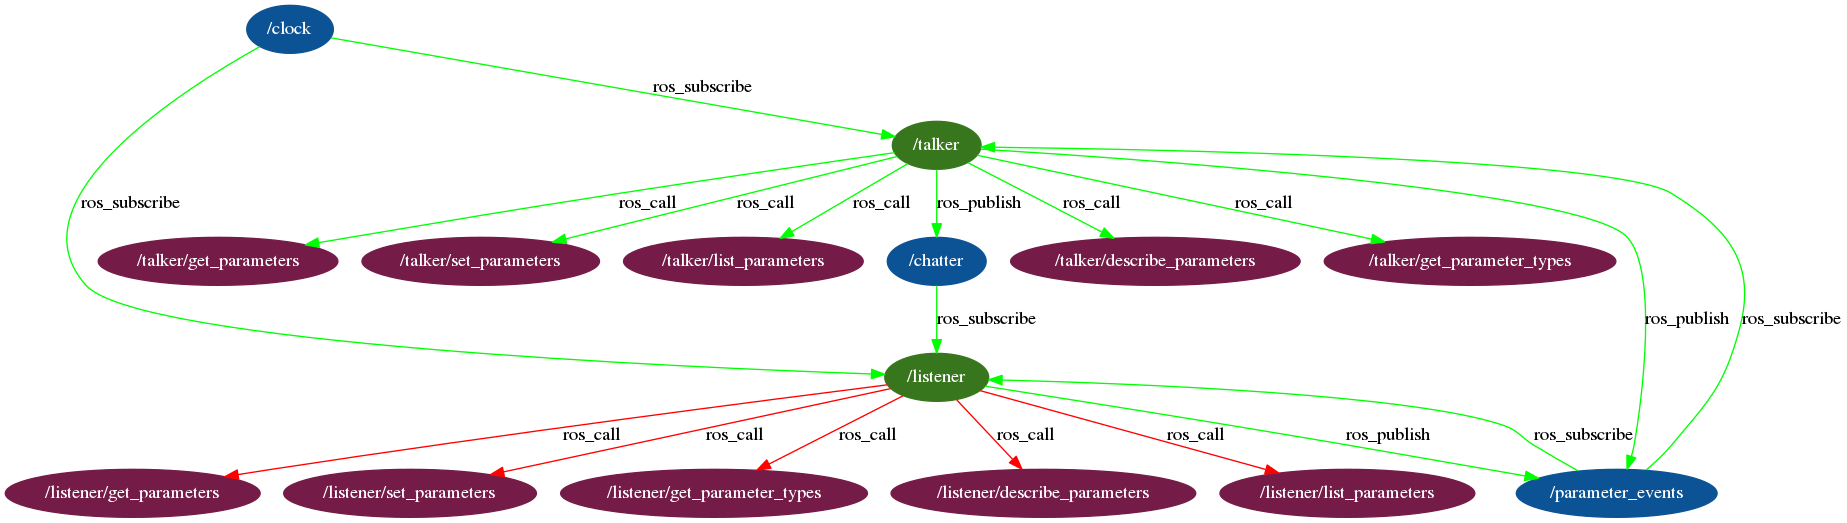 /clock
ros_subscribe
/talker
ros_subscribe
ros_call
ros_call
ros_call
ros_publish
ros_call
ros_call
/talker/get_parameters
/talker/set_parameters
/talker/list_parameters
/chatter
/talker/describe_parameters
/talker/get_parameter_types
ros_subscribe
ros_publish
ros_subscribe
/listener
ros_call
ros_call
ros_call
ros_call
ros_call
ros_publish
ros_subscribe
/listener/get_parameters
/listener/set_parameters
/listener/get_parameter_types
/listener/describe_parameters
/listener/list_parameters
/parameter_events